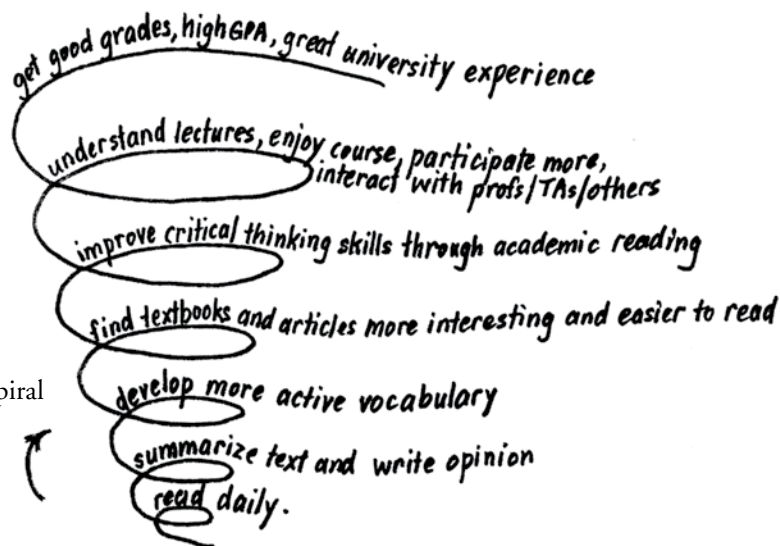 get good grades, high GPA, great university experience
understand lectures, enjoy course, participate more,
interact with profs/TAs/others
improve critical thinking skills through academic reading
find textbooks and articles more interesting and easier to read
piral
develop more active vocabulary
summarize text and write opinion
read daily.